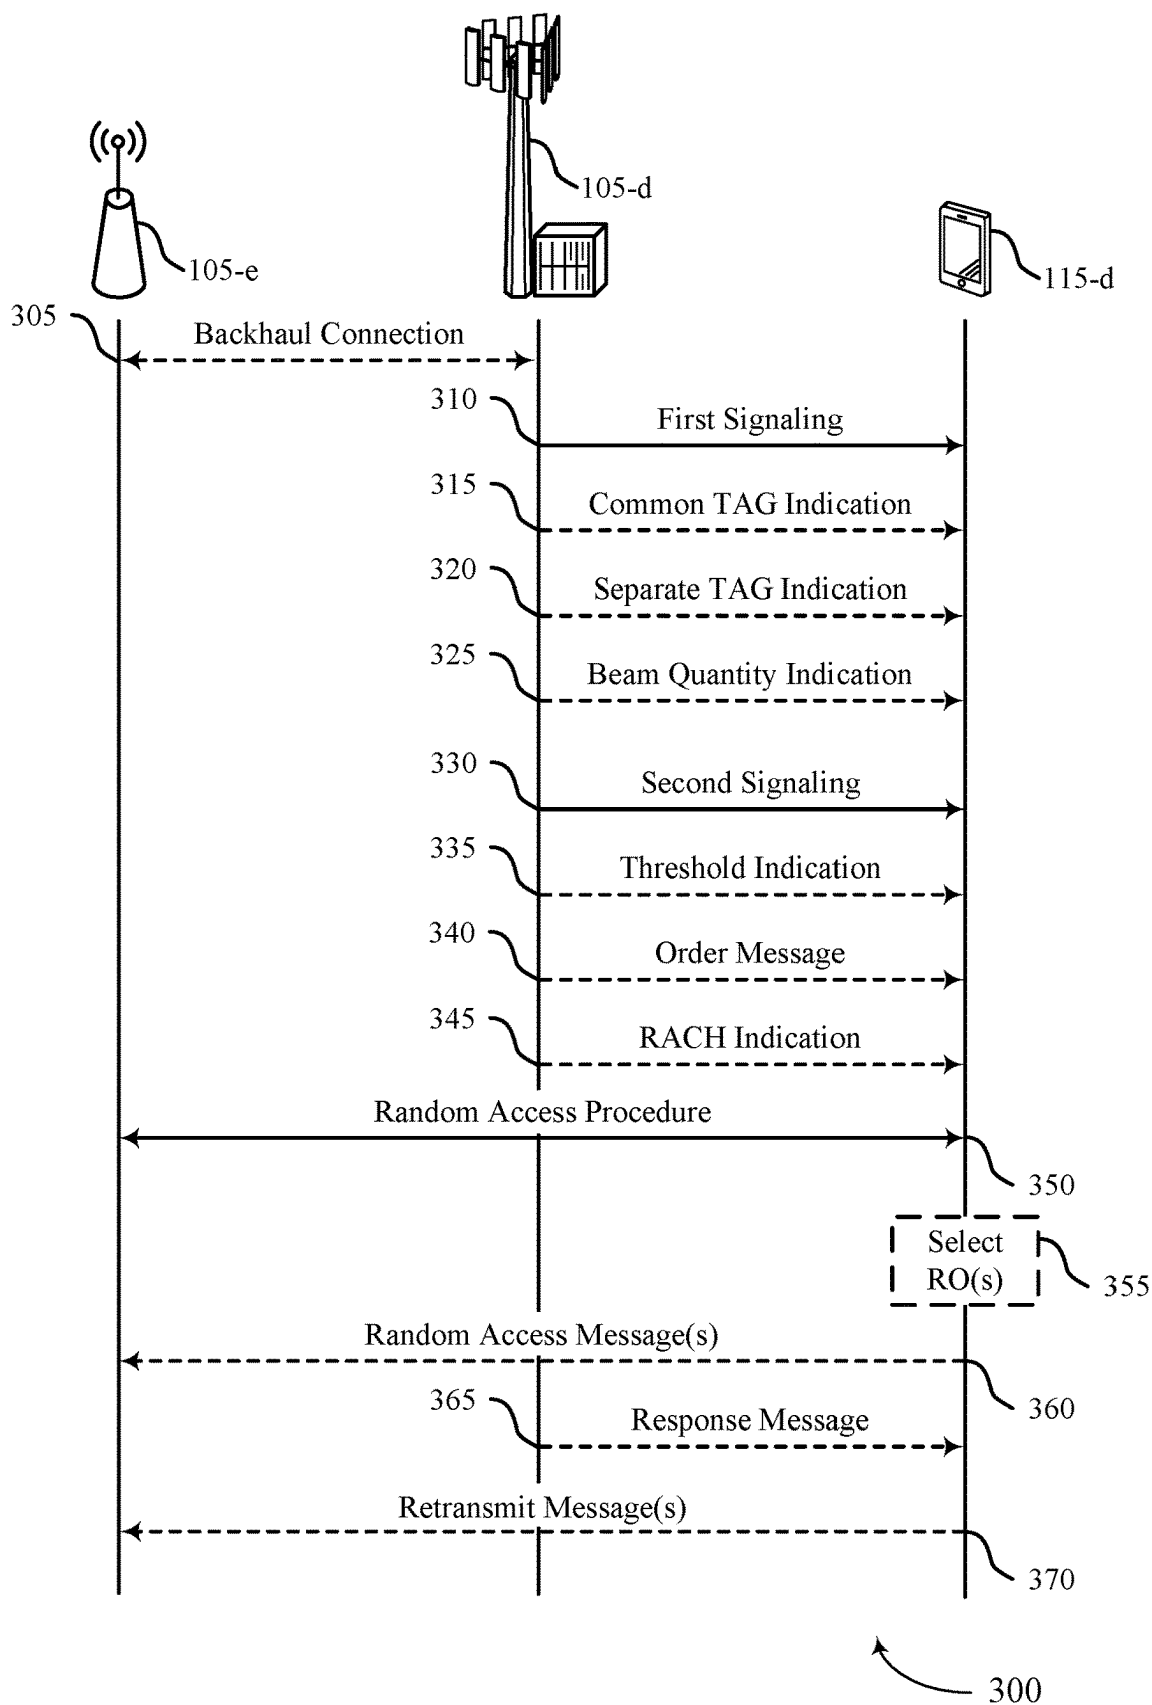 105-d
105-e
115-d
305
Backhaul Connection
310
First Signaling
315
Common TAG Indication
320
Separate TAG Indication
325
Beam Quantity Indication
330
Second Signaling
335
Threshold Indication
340
Order Message
345
RACH Indication
Random Access Procedure
350
Select
RO(s)
355
Random Access Message(s)
360
365
Response Message
Retransmit Message(s)
370
300